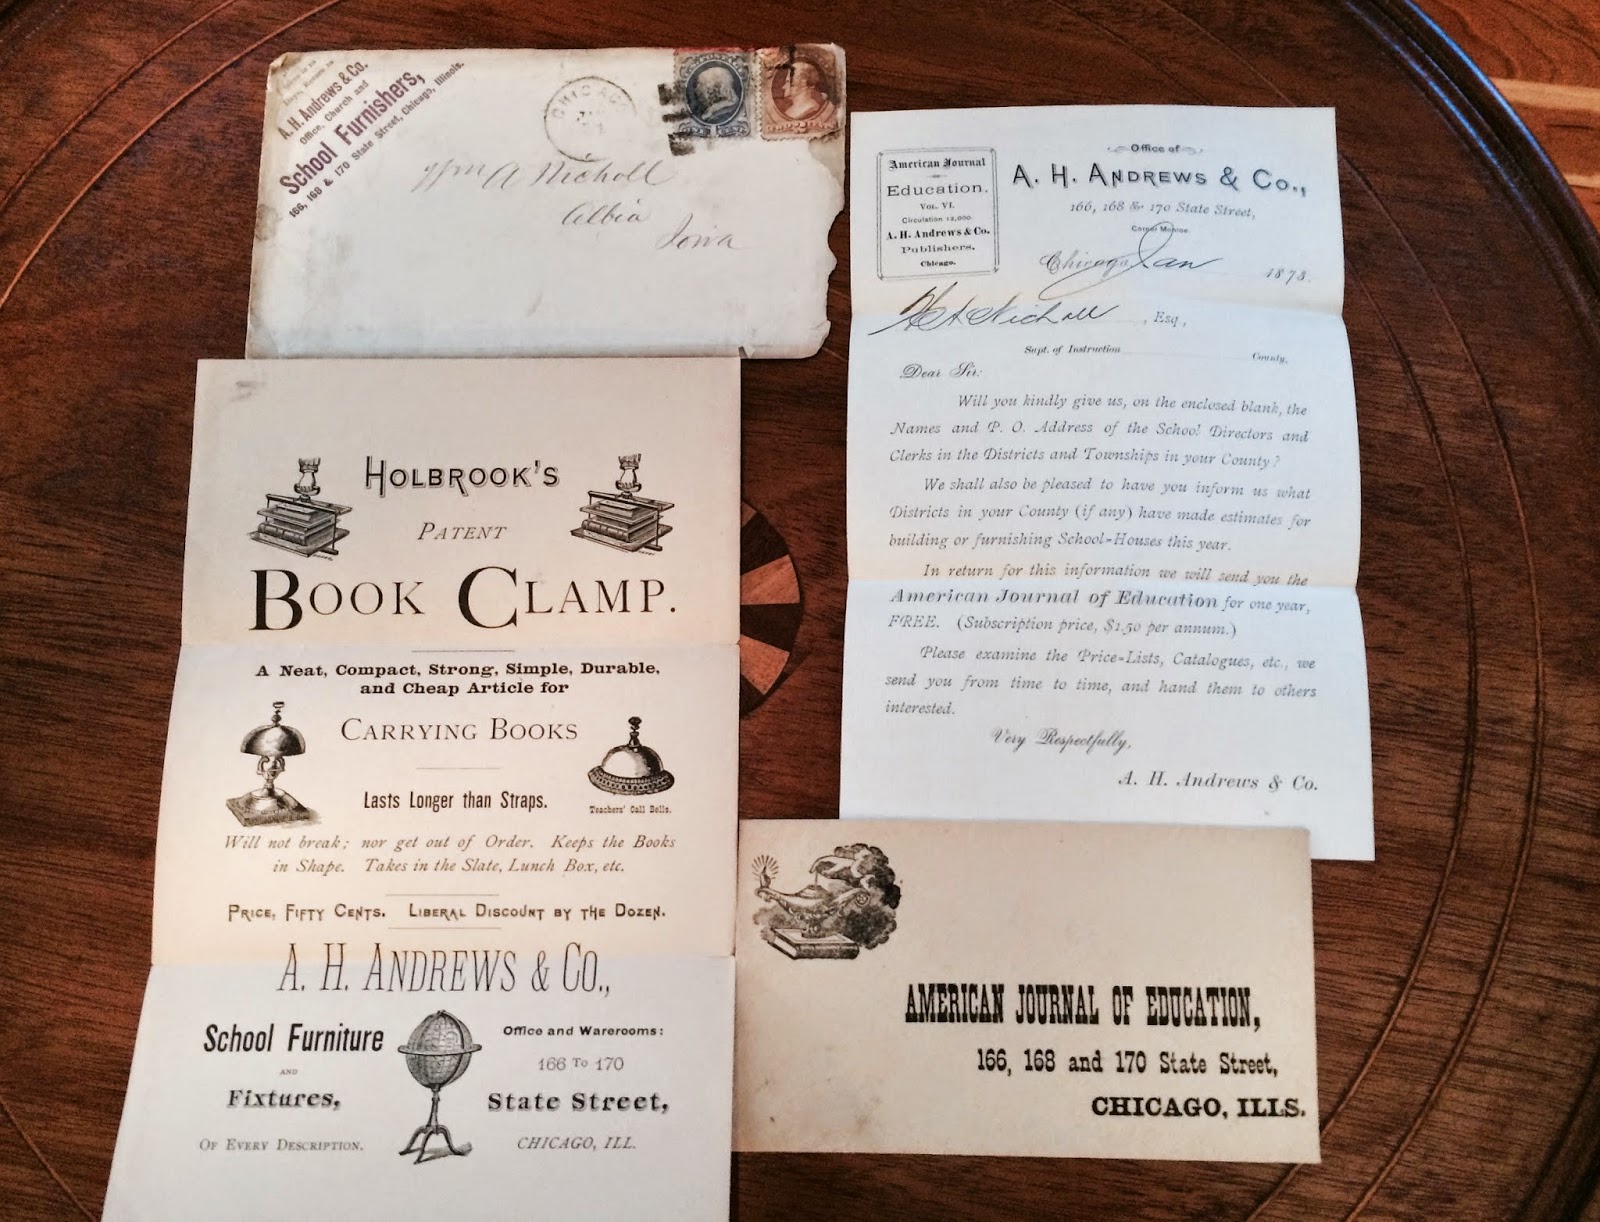 A. H. Andrews & Co.
Office, Church and
School Furnishers,
166, 168 & 170 State Street, Chicago, Illinois.
CHICAGO
Wm A Nicholl
Albia
Iowa
HOLBROOK'S
PATENT
BOOK CLAMP.
A Neat, Compact, Strong, Simple, Durable,
and Cheap Article for
CARRYING BOOKS
Lasts Longer than Straps.
Teachers' Call Bells.
Will not break; nor get out of Order. Keeps the Books
in Shape. Takes in the Slate, Lunch Box, etc.
PRICE, FIFTY CENTS. LIBERAL DISCOUNT BY THE DOZEN.
A. H. ANDREWS & CO.,
School Furniture
AND
Fixtures,
OF EVERY DESCRIPTION.
Office and Warerooms:
166 TO 170
State Street,
CHICAGO, ILL.
American Journal
Education.
VOL. VI.
Circulation 12,000
A. H. Andrews & Co.
Publishers,
Chicago.
Office of
A. H. ANDREWS & CO.,
166, 168 & 170 State Street,
Corner Monroe.
Chicago, Jan 1873.
Nicholl, Esq.,
Supt. of Instruction County,
Dear Sir:
Will you kindly give us, on the enclosed blank, the
Names and P. O. Address of the School Directors and
Clerks in the Districts and Townships in your County?
We shall also be pleased to have you inform us what
Districts in your County (if any) have made estimates for
building or furnishing School-Houses this year.
In return for this information we will send you the
American Journal of Education for one year,
FREE. (Subscription price, $1.50 per annum.)
Please examine the Price-Lists, Catalogues, etc., we
send you from time to time, and hand them to others
interested.
Very Respectfully,
A. H. Andrews & Co.
AMERICAN JOURNAL OF EDUCATION,
166, 168 and 170 State Street,
CHICAGO, ILLS.